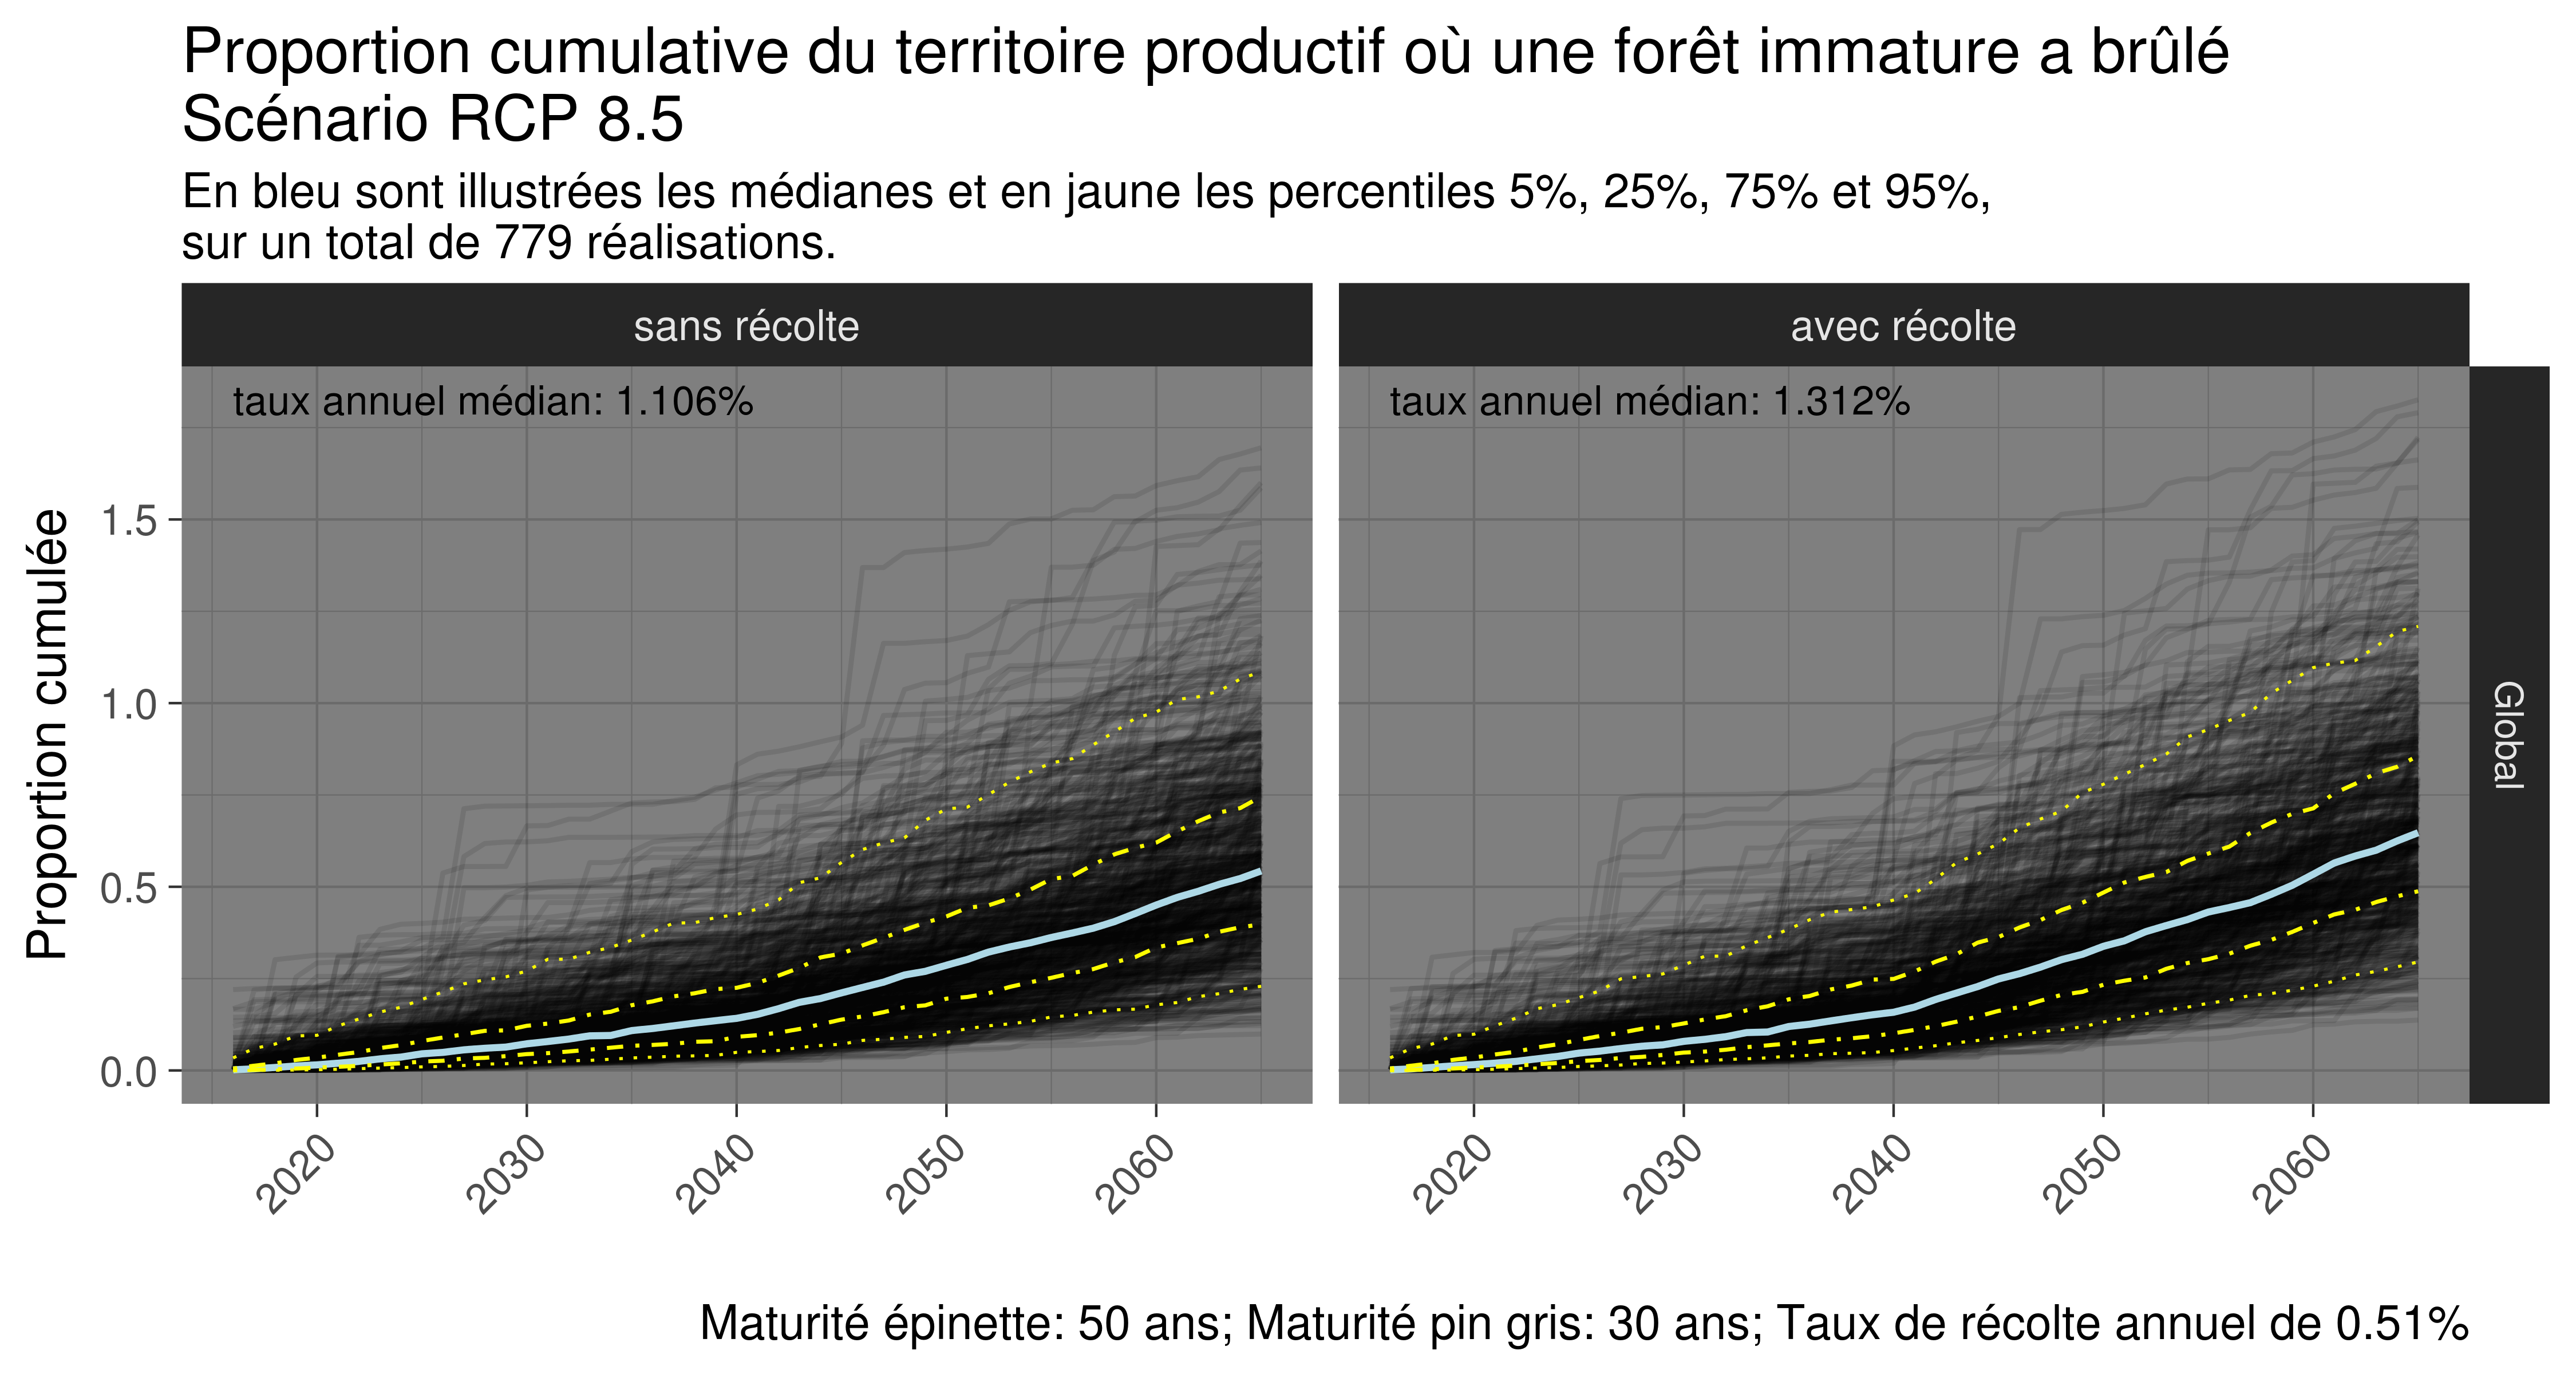 Proportion cumulative du territoire productif où une forêt immature a brûlé
Scénario RCP 8.5
En bleu sont illustrées les médianes et en jaune les percentiles 5%, 25%, 75% et 95%,
sur un total de 779 réalisations.
sans récolte
avec récolte
taux annuel médian: 1.106%
taux annuel médian: 1.312%
Proportion cumulée
1.5
1.0
0.5
0.0
Global
2020
2030
2040
2050
2060
2020
2030
2040
2050
2060
Maturité épinette: 50 ans; Maturité pin gris: 30 ans; Taux de récolte annuel de 0.51%